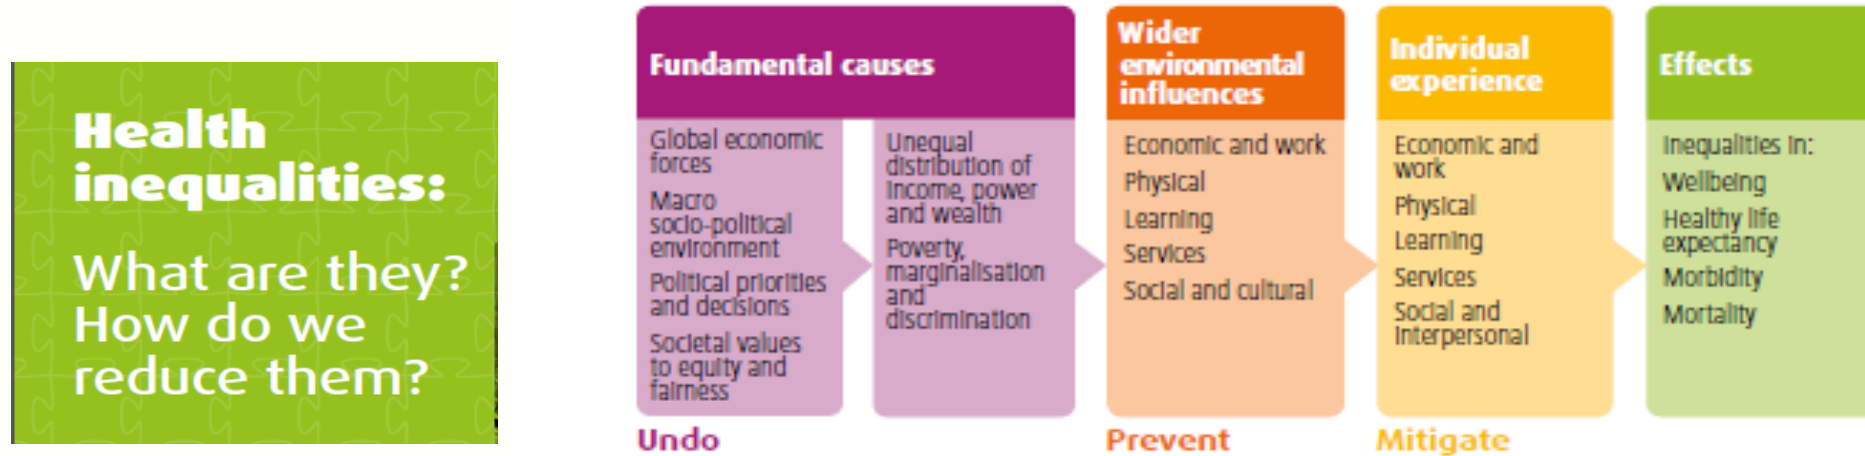 Health
inequalities:
What are they?
How do we
reduce them?
Fundamental causes
Global economic
forces
Macro
socio-political
environment
Political priorities
and decisions
Societal values
to equity and
fairness
Unequal
distribution of
income, power
and wealth
Poverty,
marginalisation
and
discrimination
Undo
Wider
environmental
influences
Economic and work
Physical
Learning
Services
Social and cultural
Prevent
Individual
experience
Economic and
work
Physical
Learning
Services
Social and
interpersonal
Mitigate
Effects
Inequalities in:
Wellbeing
Healthy life
expectancy
Morbidity
Mortality